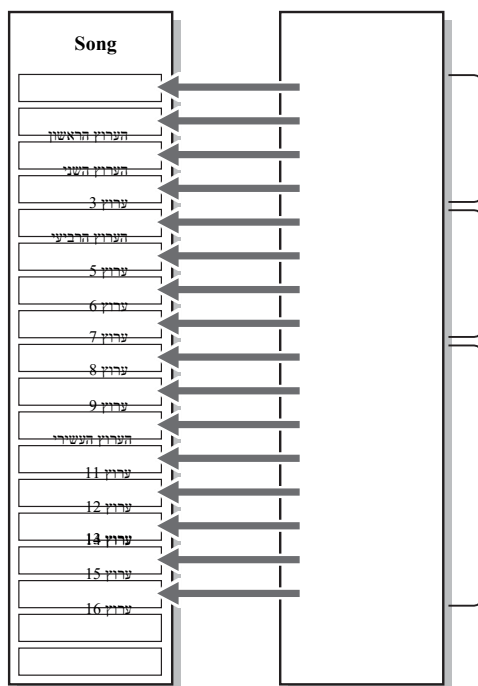 Song
הערוץ הראשון
הערוץ השני
ערוץ 3
הערוץ הרביעי
ערוץ 5
ערוץ 6
ערוץ 7
ערוץ 8
ערוץ 9
הערוץ העשירי
ערוץ 11
ערוץ 12
ערוץ 13
ערוץ 15
ערוץ 16